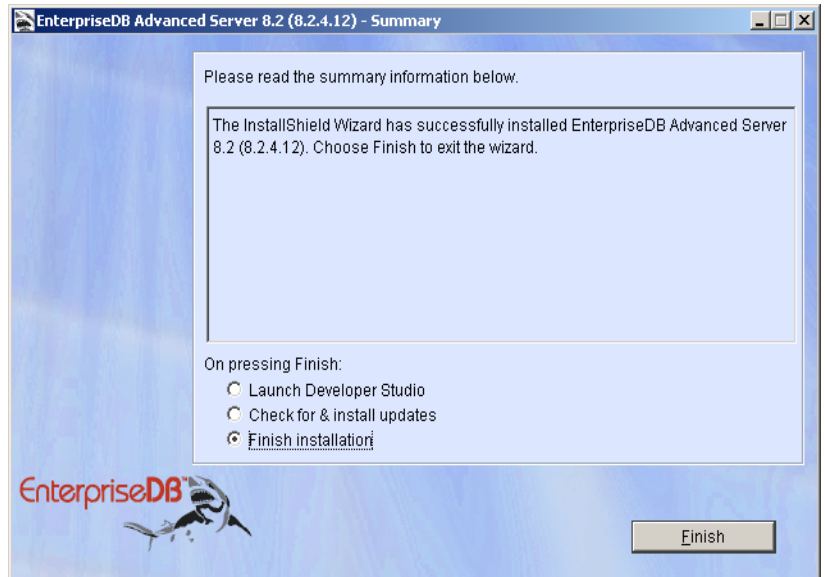 EnterpriseDB Advanced Server 8.2 (8.2.4.12) - Summary
Please read the summary information below.
The InstallShield Wizard has successfully installed EnterpriseDB Advanced Server
8.2 (8.2.4.12). Choose Finish to exit the wizard.
On pressing Finish:
Launch Developer Studio
Check for & install updates
Finish installation
EnterpriseDB™
Finish